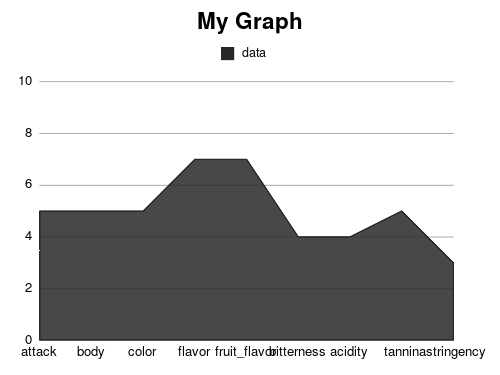 My Graph
data
10
8
6
4
2
0
attack body color flavor fruit_flavor bitterness acidity tannin astringency